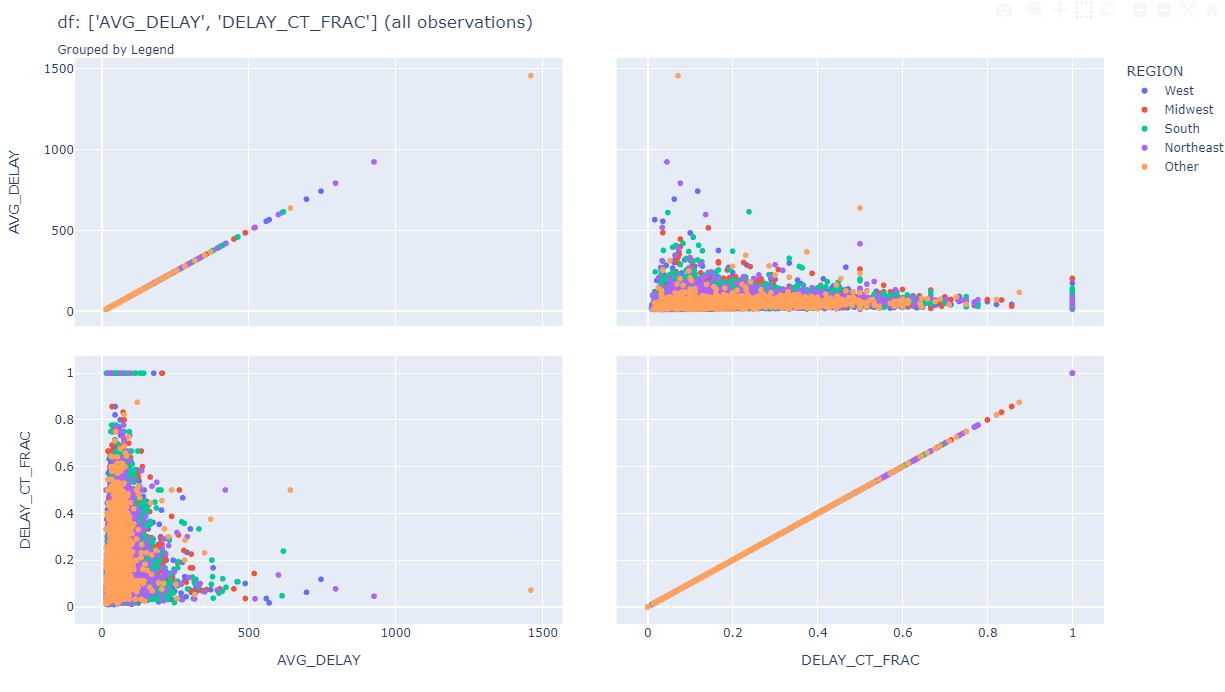 df: ['AVG_DELAY', 'DELAY_CT_FRAC'] (all observations)
Grouped by Legend
1500
1000
500
0
AVG_DELAY
REGION
West
Midwest
South
Northeast
Other
1
0.8
0.6
0.4
0.2
0
DELAY_CT_FRAC
0
500
1000
1500
0
0.2
0.4
0.6
0.8
1
AVG_DELAY
DELAY_CT_FRAC